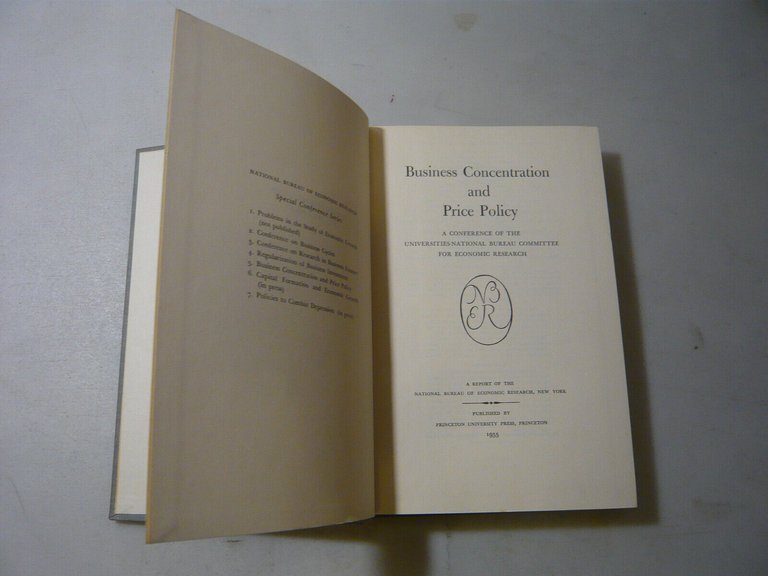 NATIONAL BUREAU OF ECONOMIC RESEARCH
Special Conference Series
1. Problems in the Study of Economic Growth
(not published)
2. Conference on Business Cycles
3. Conference on Research in Business Finance
4. Regularization of Business Investment
5. Business Concentration and Price Policy
6. Capital Formation and Economic Growth
(in press)
7. Policies to Combat Depression (in press)
Business Concentration
and
Price Policy
A CONFERENCE OF THE
UNIVERSITIES-NATIONAL BUREAU COMMITTEE
FOR ECONOMIC RESEARCH
NBER
A REPORT OF THE
NATIONAL BUREAU OF ECONOMIC RESEARCH, NEW YORK
PUBLISHED BY
PRINCETON UNIVERSITY PRESS, PRINCETON
1955